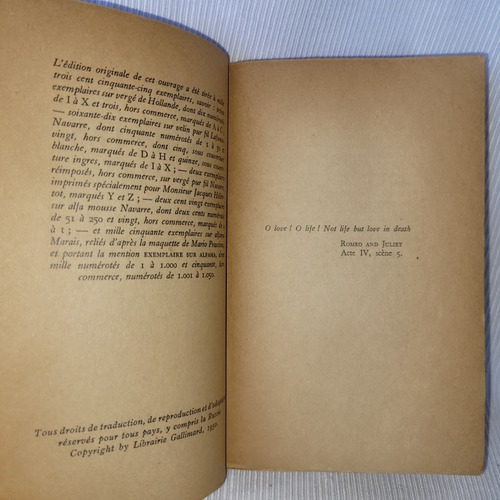 L'édition originale de cet ouvrage a été tirée à mille
trois cent cinquante-cinq exemplaires, savoir : trois
exemplaires sur vergé de Hollande, dont dix numérotés
de I à X et trois, hors commerce, marqués de A à C ;
— soixante-dix exemplaires sur velin pur fil Lafuma
Navarre, dont cinquante numérotés de 1 à 50 et
vingt, hors commerce, dont cinq, sous couverture
blanche, marqués de D à H et quinze, sous couver-
ture ingres, marqués de I à X ; — deux exemplaires
réimposés, hors commerce, sur vergé pur fil Navarre,
imprimés spécialement pour Monsieur Jacques
mort, marqués Y et Z ; — deux cent vingt exemplaires
sur alfa mousse Navarre, dont deux cents numérotés
de 51 à 250 et vingt, hors commerce, marqués de
a à t ; — et mille cinquante exemplaires sur
Marais, reliés d'après la maquette de Mario Prassinos,
et portant la mention EXEMPLAIRE SUR ALFAMA, dont
mille numérotés de 1 à 1.000 et cinquante, hors
commerce, numérotés de 1.001 à 1.050.
Tous droits de traduction, de reproduction et
réservés pour tous pays, y compris la
Copyright by Librairie Gallimard,
O love ! O life ! Not life but love in death
ROMEO AND JULIET
Acte IV, scène 5.